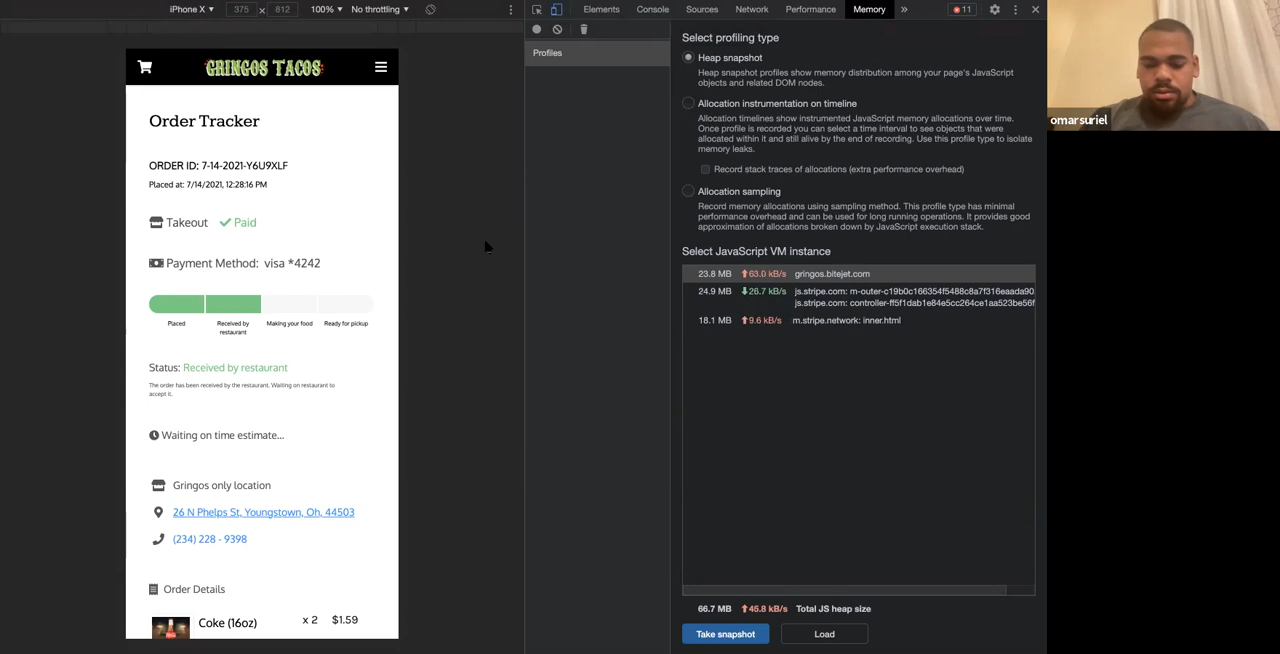 iPhone X ▾ 375 × 812 100% ▾ No throttling ▾
Elements Console Sources Network Performance Memory » 11
GRINGOS TACOS
Order Tracker
ORDER ID: 7-14-2021-Y6U9XLF
Placed at: 7/14/2021, 12:28:16 PM
Takeout Paid
Payment Method: visa *4242
Placed
Received by
restaurant
Making your food
Ready for pickup
Status: Received by restaurant
The order has been received by the restaurant. Waiting on restaurant to
accept it.
Waiting on time estimate...
Gringos only location
26 N Phelps St, Youngstown, Oh, 44503
(234) 228 - 9398
Order Details
Coke (16oz) x 2 $1.59
Profiles
Select profiling type
Heap snapshot
Heap snapshot profiles show memory distribution among your page's JavaScript
objects and related DOM nodes.
Allocation instrumentation on timeline
Allocation timelines show instrumented JavaScript memory allocations over time.
Once profile is recorded you can select a time interval to see objects that were
allocated within it and still alive by the end of recording. Use this profile type to isolate
memory leaks.
Record stack traces of allocations (extra performance overhead)
Allocation sampling
Record memory allocations using sampling method. This profile type has minimal
performance overhead and can be used for long running operations. It provides good
approximation of allocations broken down by JavaScript execution stack.
Select JavaScript VM instance
23.8 MB ↑63.0 kB/s gringos.bitejet.com
24.9 MB ↓26.7 kB/s js.stripe.com: m-outer-c19b0c166354f5488c8a7f316eaada90
js.stripe.com: controller-ff5f1dab1e84e5cc264ce1aa523be56f
18.1 MB ↑9.6 kB/s m.stripe.network: inner.html
66.7 MB ↑45.8 kB/s Total JS heap size
Take snapshot Load
omar suriel